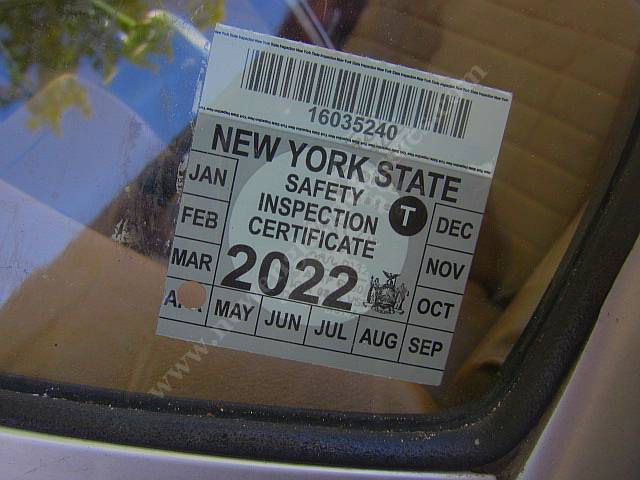 16035240
NEW YORK STATE
SAFETY
INSPECTION
CERTIFICATE
T
2022
JAN
FEB
MAR
MAY
JUN
JUL
AUG
SEP
OCT
NOV
DEC